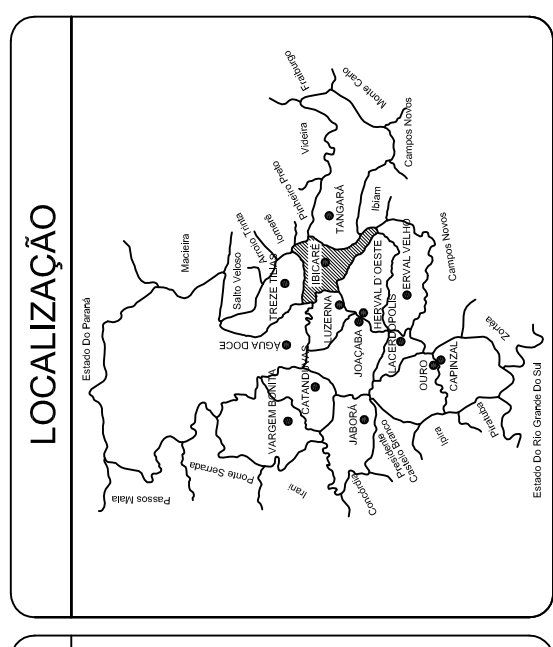 LOCALIZAÇÃO
Estado Do Paraná
Macieira
Salto Veloso
Arroio Trinta
Iomerê
Pinheiro Preto
Videira
Fraiburgo
Monte Carlo
Campos Novos
Ibiam
TANGARÁ
IBICARÉ
TREZE TÍLIAS
ÁGUA DOCE
LUZERNA
CATANDUVAS
VARGEM BONITA
JOAÇABA
HERVAL D'OESTE
ERVAL VELHO
Campos Novos
LACERDÓPOLIS
JABORÁ
OURO
CAPINZAL
Zortéa
Passos Maia
Ponte Serrada
Irani
Concórdia
Presidente
Castelo Branco
Ipira
Piratuba
Estado Do Rio Grande Do Sul